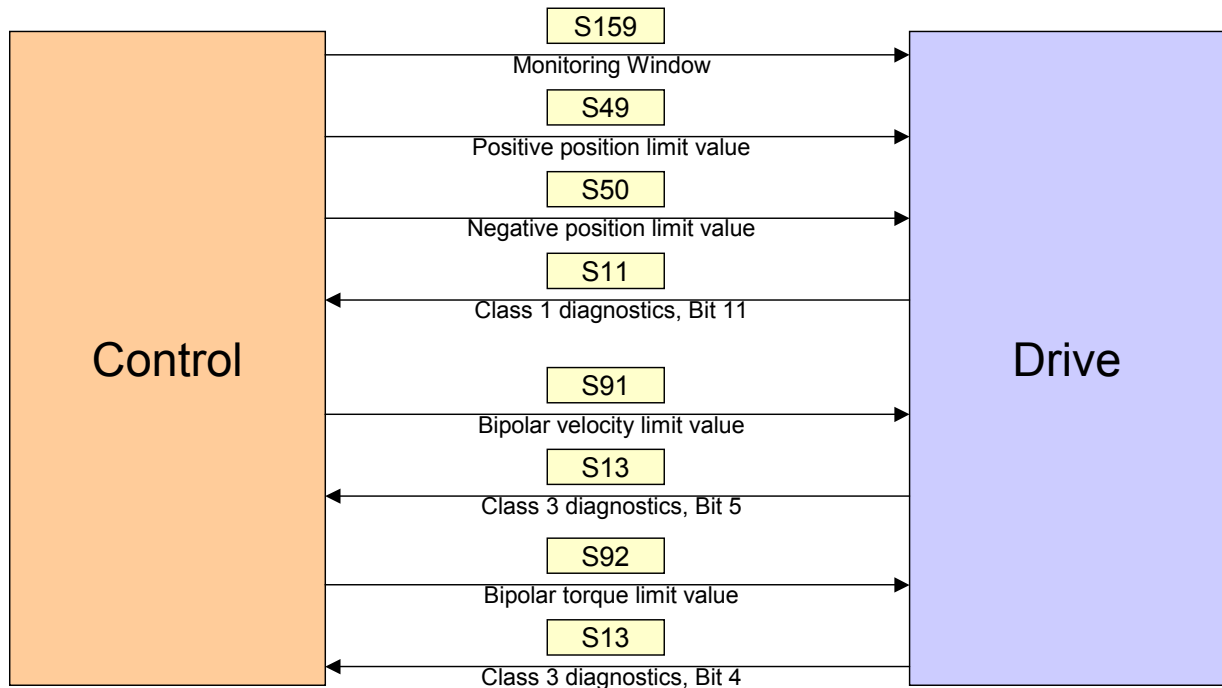 S159
Monitoring Window
S49
Positive position limit value
S50
Negative position limit value
S11
Class 1 diagnostics, Bit 11
Control
Drive
S91
Bipolar velocity limit value
S13
Class 3 diagnostics, Bit 5
S92
Bipolar torque limit value
S13
Class 3 diagnostics, Bit 4